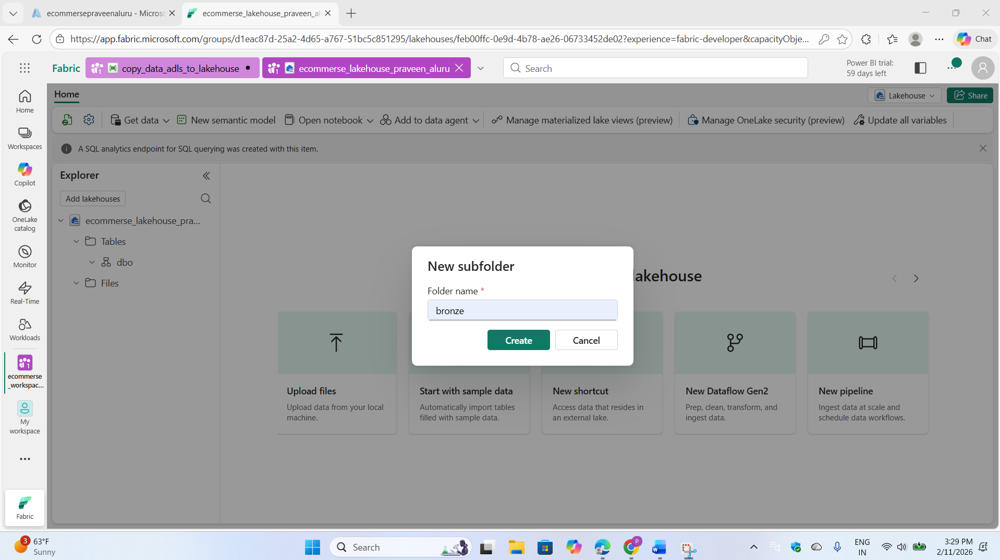 ecommersepraveenaluru - Microso
ecommerse_lakehouse_praveen_al
https://app.fabric.microsoft.com/groups/d1eac87d-25a2-4d65-a767-51bc5c851295/lakehouses/feb00ffc-0e9d-4b78-ae26-06733452de02?experience=fabric-developer&capacityObje...
Chat
Fabric
copy_data_adls_to_lakehouse
ecommerse_lakehouse_praveen_aluru
Search
Power BI trial:
59 days left
Home
Workspaces
Copilot
OneLake
catalog
Monitor
Real-Time
Workloads
ecommerse
_workspac...
My
workspace
Fabric
Home
Lakehouse
Share
Get data
New semantic model
Open notebook
Add to data agent
Manage materialized lake views (preview)
Manage OneLake security (preview)
Update all variables
A SQL analytics endpoint for SQL querying was created with this item.
Explorer
Add lakehouses
ecommerse_lakehouse_pra...
Tables
dbo
Files
lakehouse
New subfolder
Folder name *
bronze
Create
Cancel
Upload files
Upload data from your local
machine.
Start with sample data
Automatically import tables
filled with sample data.
New shortcut
Access data that resides in
an external lake.
New Dataflow Gen2
Prep, clean, transform, and
ingest data.
New pipeline
Ingest data at scale and
schedule data workflows.
3
63°F
Sunny
Search
P
ENG
IN
3:29 PM
2/11/2026